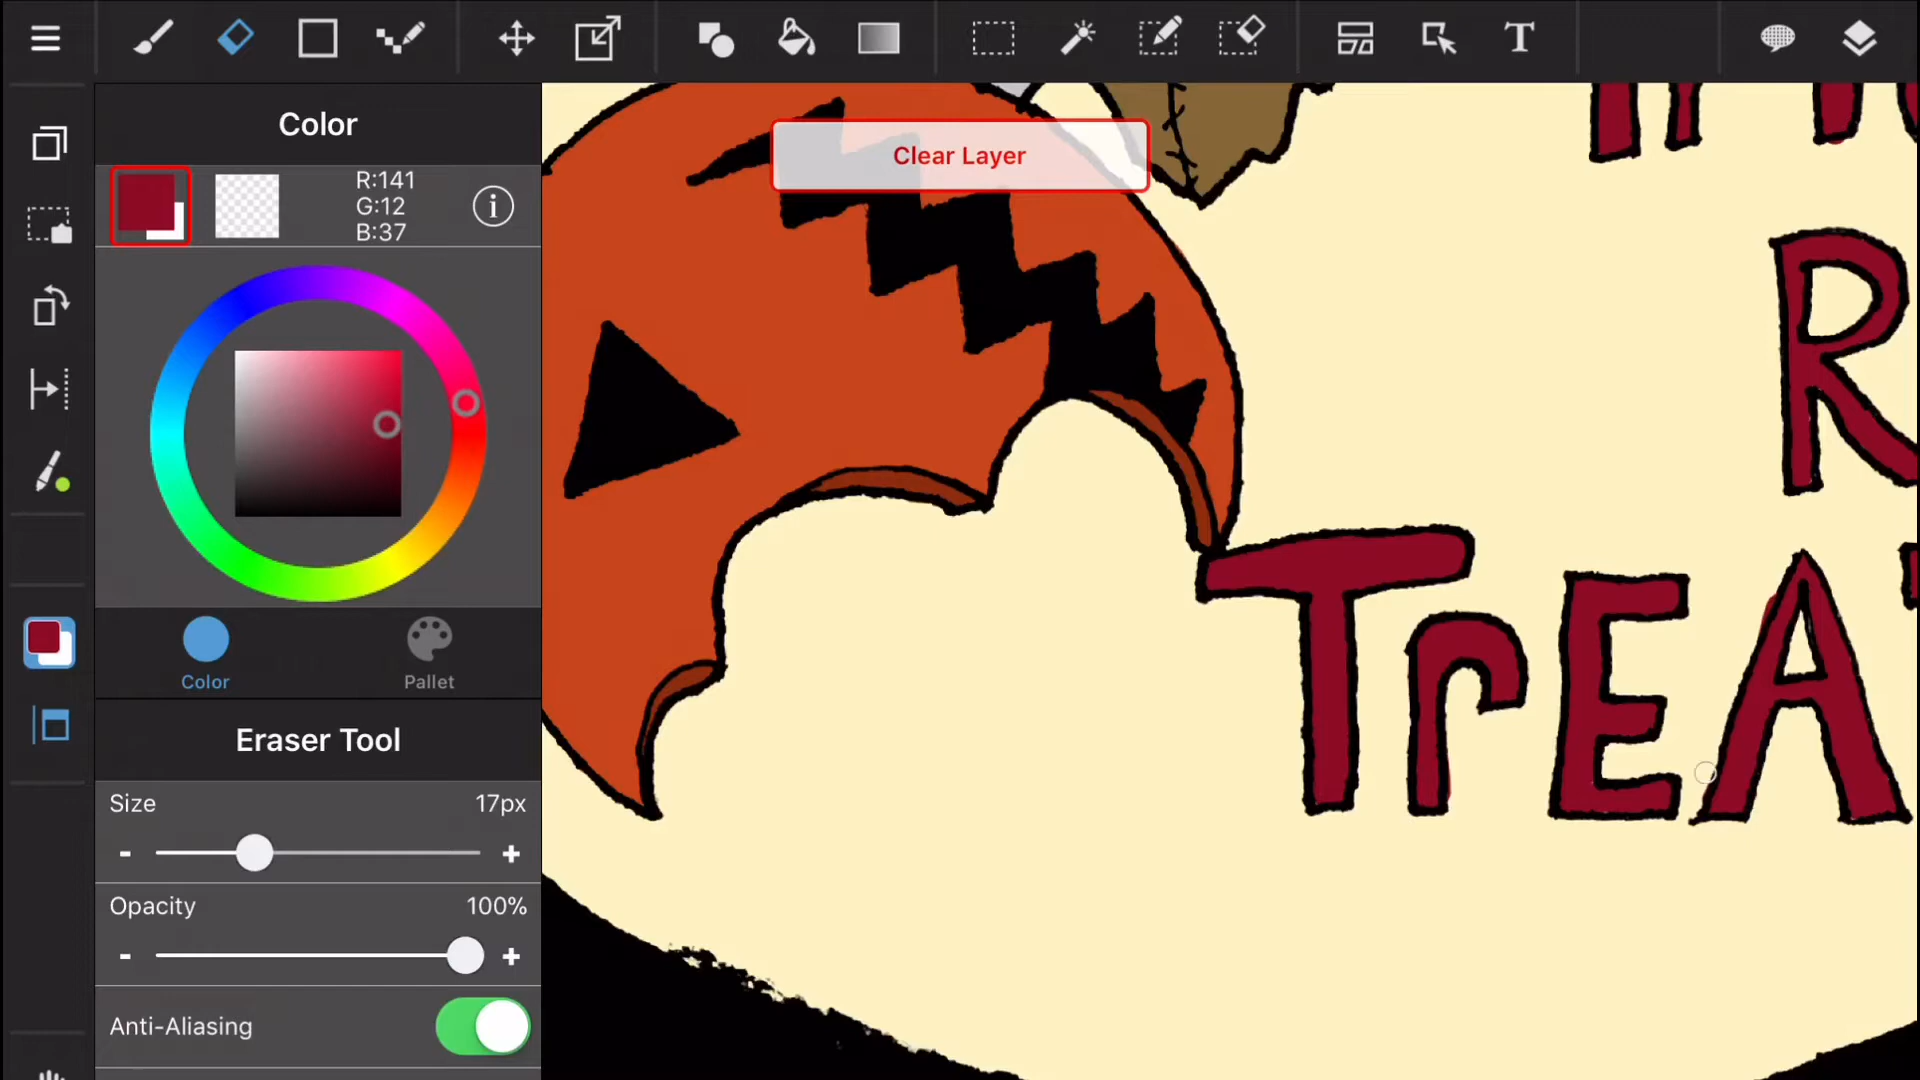 Color
R:141
G:12
B:37
Color Pallet
Eraser Tool
Size 17px
- +
Opacity 100%
- +
Anti-Aliasing
Clear Layer
T
R
TrEA